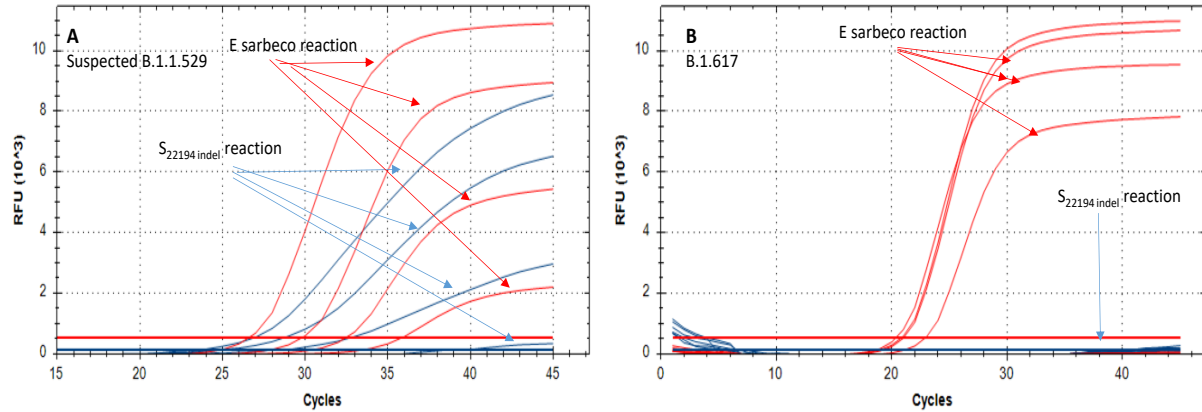 A
Suspected B.1.1.529
E sarbeco reaction
S22194 indel reaction
RFU (10^3)
10
8
6
4
2
0
15 20 25 30 35 40 45
Cycles
B
B.1.617
E sarbeco reaction
S22194 indel reaction
RFU (10^3)
10
8
6
4
2
0
0 10 20 30 40
Cycles